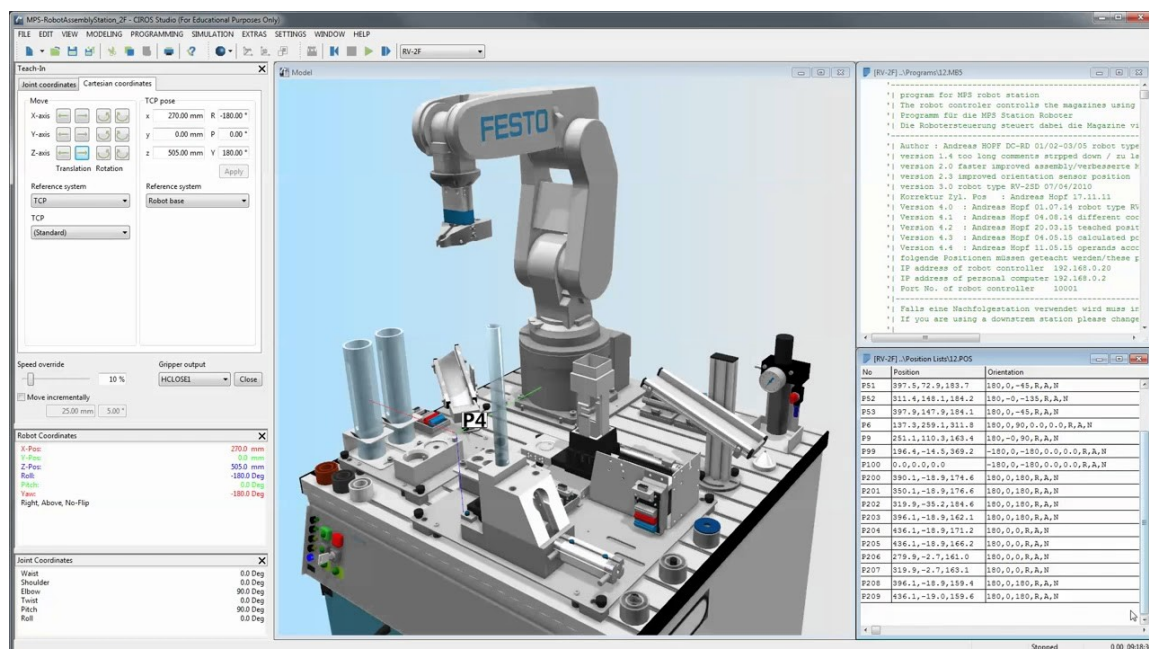 MPS-RobotAssemblyStation_2F - CIROS Studio (For Educational Purposes Only)
FILE EDIT VIEW MODELING PROGRAMMING SIMULATION EXTRAS SETTINGS WINDOW HELP
RV-2F
Teach-In
Joint coordinates Cartesian coordinates
Move TCP pose
X-axis x 270.00 mm R -180.00 °
Y-axis y 0.00 mm P 0.00 °
Z-axis z 505.00 mm Y 180.00 °
Translation Rotation Apply
Reference system Reference system
TCP Robot base
TCP
(Standard)
Speed override Gripper output
10 % HCLOSE1 Close
Move incrementally
25.00 mm 5.00 °
Robot Coordinates
X-Pos: 270.0 mm
Y-Pos: 0.0 mm
Z-Pos: 505.0 mm
Roll: -180.0 Deg
Pitch: 0.0 Deg
Yaw: -180.0 Deg
Right, Above, No-Flip
Joint Coordinates
Waist 0.0 Deg
Shoulder 0.0 Deg
Elbow 90.0 Deg
Twist 0.0 Deg
Pitch 90.0 Deg
Roll 0.0 Deg
Model
FESTO
P4
[RV-2F] ..\Programs\12.MB5
'| program for MPS robot station
'| The robot controler controlls the magazines using
'| Programm für die MPS Station Roboter
'| Die Robotersteuerung steuert dabei die Magazine vi
'| Author : Andreas HOPF DC-RD 01/02-03/05 robot type
'| version 1.4 too long comments strpped down / zu la
'| version 2.0 faster improved assembly/verbesserte
'| version 2.3 improved orientation sensor position
'| version 3.0 robot type RV-2SD 07/04/2010
'| Korrektur Zyl. Pos : Andreas Hopf 17.11.11
'| Version 4.0 : Andreas Hopf 01.07.14 robot type RV
'| Version 4.1 : Andreas Hopf 04.08.14 different coo
'| Version 4.2 : Andreas Hopf 20.03.15 teached posit
'| Version 4.3 : Andreas Hopf 04.05.15 calculated po
'| Version 4.4 : Andreas Hopf 11.05.15 operands acco
'| folgende Positionen müssen geteacht werden/these p
'| IP address of robot controller 192.168.0.20
'| IP address of personal computer 192.168.0.2
'| Port No. of robot controller 10001
'| Falls eine Nachfolgestation verwendet wird muss in
'| If you are using a downstrem station please change
[RV-2F] ..\Position Lists\12.POS
No Position Orientation
P51 397.5,72.9,183.7 180,0,-45,R,A,N
P52 311.4,148.1,184.2 180,-0,-135,R,A,N
P53 397.9,147.9,184.1 180,0,-45,R,A,N
P6 137.3,259.1,311.8 180,0,90,0.0,0.0,R,A,N
P9 251.1,110.3,163.4 180,-0,90,R,A,N
P99 196.4,-14.5,369.2 -180,0,-180,0.0,0.0,R,A,N
P100 0.0,0.0,0.0 -180,0,-180,0.0,0.0,R,A,N
P200 390.1,-18.9,174.6 180,0,180,R,A,N
P201 350.1,-18.9,176.6 180,0,180,R,A,N
P202 319.9,-35.2,184.6 180,0,180,R,A,N
P203 396.1,-18.9,162.1 180,0,180,R,A,N
P204 436.1,-18.9,171.2 180,0,0,R,A,N
P205 436.1,-18.9,166.2 180,0,0,R,A,N
P206 279.9,-2.7,161.0 180,0,0,R,A,N
P207 319.9,-2.7,163.1 180,0,0,R,A,N
P208 396.1,-18.9,159.4 180,0,180,R,A,N
P209 436.1,-19.0,159.6 180,0,180,R,A,N
Stopped